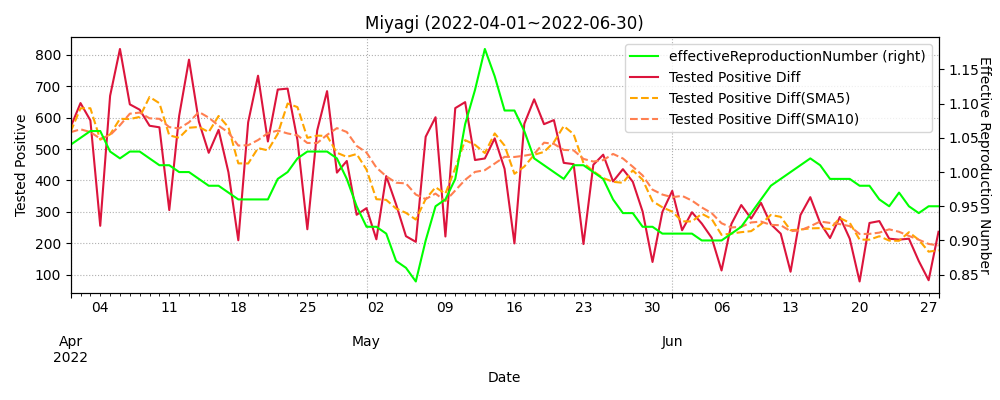 Miyagi (2022-04-01~2022-06-30)
effectiveReproductionNumber (right)
Tested Positive Diff
Tested Positive Diff(SMA5)
Tested Positive Diff(SMA10)
Tested Positive
800
700
600
500
400
300
200
100
1.15
1.10
1.05
1.00
0.95
0.90
0.85
Effective Reproduction Number
04 11 18 25 02 09 16 23 30 06 13 20 27
Apr May Jun
2022
Date